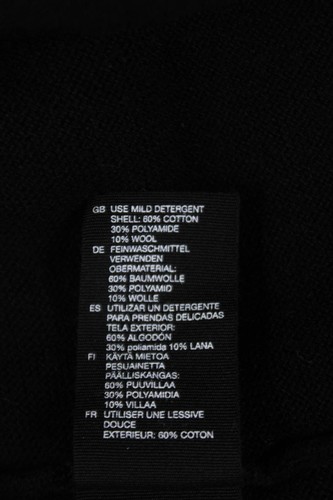 GB USE MILD DETERGENT
SHELL: 60% COTTON
30% POLYAMIDE
10% WOOL
DE FEINWASCHMITTEL
VERWENDEN
OBERMATERIAL:
60% BAUMWOLLE
30% POLYAMID
10% WOLLE
ES UTILIZAR UN DETERGENTE
PARA PRENDAS DELICADAS
TELA EXTERIOR:
60% ALGODÓN
30% poliamida 10% LANA
FI KÄYTÄ MIETOA
PESUAINETTA
PÄÄLLISKANGAS:
60% PUUVILLAA
30% POLYAMIDIA
10% VILLAA
FR UTILISER UNE LESSIVE
DOUCE
EXTERIEUR: 60% COTON